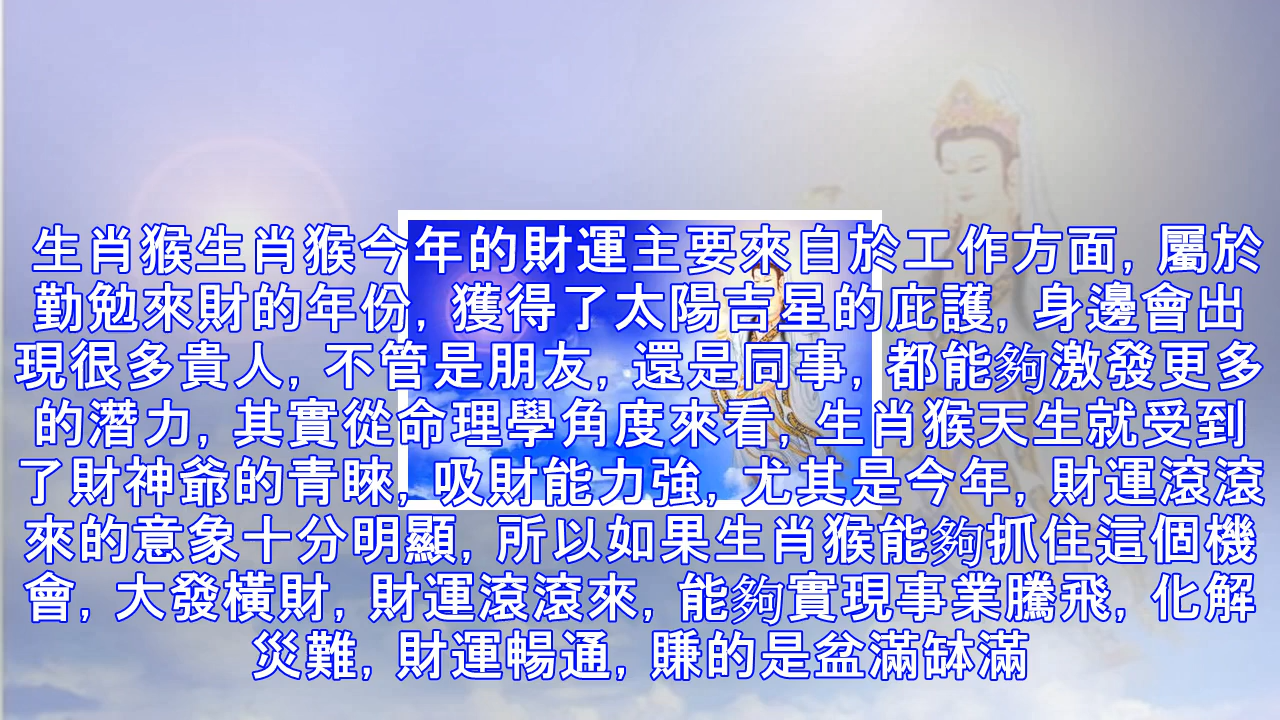 生肖猴生肖猴今年的財運主要來自於工作方面, 屬於
勤勉來財的年份, 獲得了太陽吉星的庇護, 身邊會出
現很多貴人, 不管是朋友, 還是同事, 都能夠激發更多
的潛力, 其實從命理學角度來看, 生肖猴天生就受到
了財神爺的青睞, 吸財能力強, 尤其是今年, 財運滾滾
來的意象十分明顯, 所以如果生肖猴能夠抓住這個機
會, 大發橫財, 財運滾滾來, 能夠實現事業騰飛, 化解
災難, 財運暢通, 賺的是盆滿缽滿